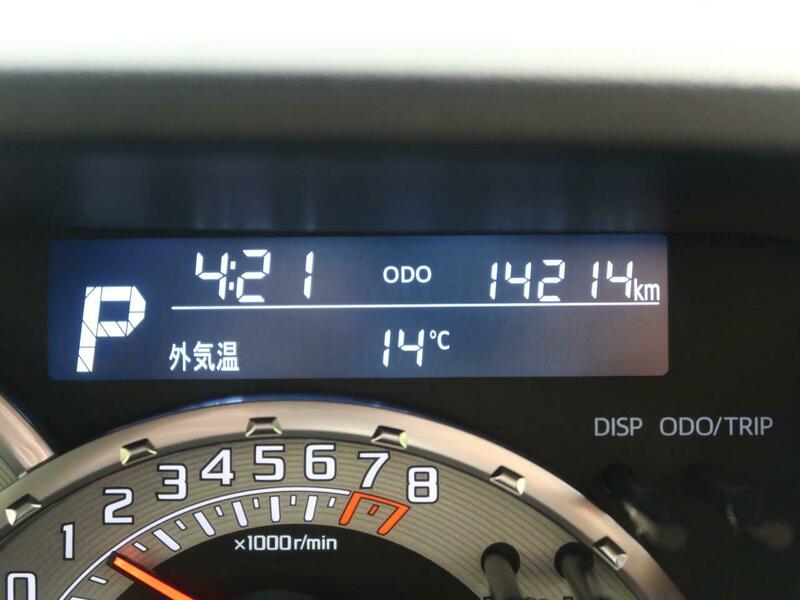 P
4:21 ODO 14214km
外気温 14℃
DISP ODO/TRIP
0 1 2 3 4 5 6 7 8
×1000r/min